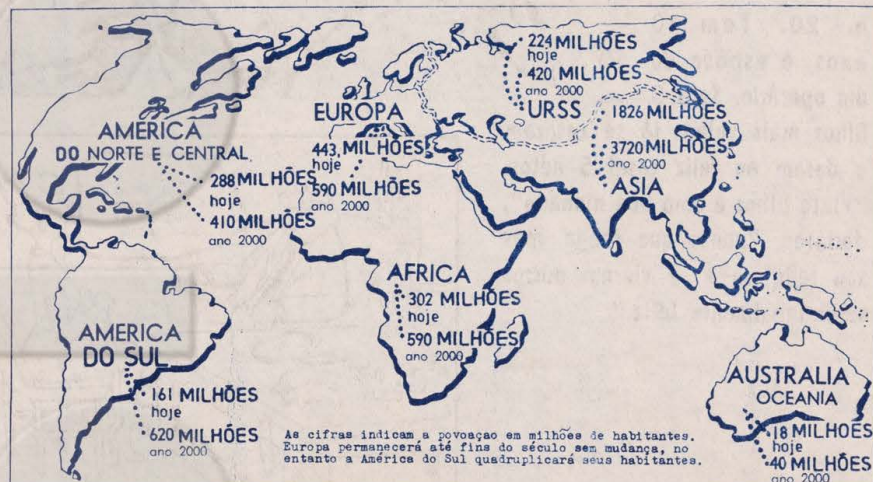 AMÉRICA
DO NORTE E CENTRAL
288 MILHÕES
hoje
410 MILHÕES
ano 2000
EUROPA
443, MILHÕES
hoje
590 MILHÕES
ano 2000
224 MILHÕES
hoje
420 MILHÕES
ano 2000
URSS
1826 MILHÕES
hoje
3720 MILHÕES
ano 2000
ASIA
AFRICA
302 MILHÕES
hoje
590 MILHÕES
ano 2000
AMÉRICA
DO SUL
161 MILHÕES
hoje
620 MILHÕES
ano 2000
AUSTRALIA
OCEANIA
18 MILHÕES
hoje
40 MILHÕES
ano 2000
As cifras indicam a povoaçao em milhões de habitantes.
Europa permanecerá até fins do século sem mudança, no
entanto a América do Sul quadruplicará seus habitantes.